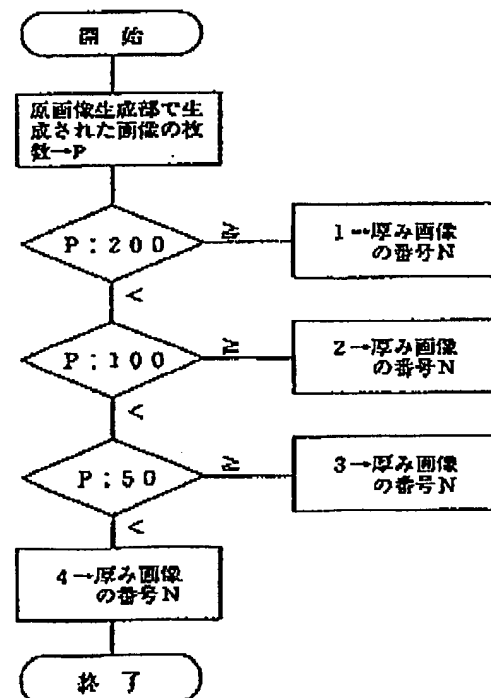 開始
原画像生成部で生
成された画像の枚
数→P
P:200
≧
1→厚み画像
の番号N
<
P:100
≧
2→厚み画像
の番号N
<
P:50
≧
3→厚み画像
の番号N
<
4→厚み画像
の番号N
終了